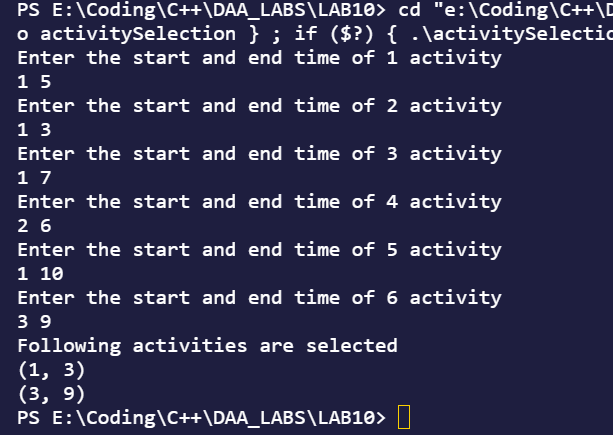 PS E:\Coding\C++\DAA_LABS\LAB10> cd "e:\Coding\C++\D
o activitySelection } ; if ($?) { .\activitySelectio
Enter the start and end time of 1 activity
1 5
Enter the start and end time of 2 activity
1 3
Enter the start and end time of 3 activity
1 7
Enter the start and end time of 4 activity
2 6
Enter the start and end time of 5 activity
1 10
Enter the start and end time of 6 activity
3 9
Following activities are selected
(1, 3)
(3, 9)
PS E:\Coding\C++\DAA_LABS\LAB10>